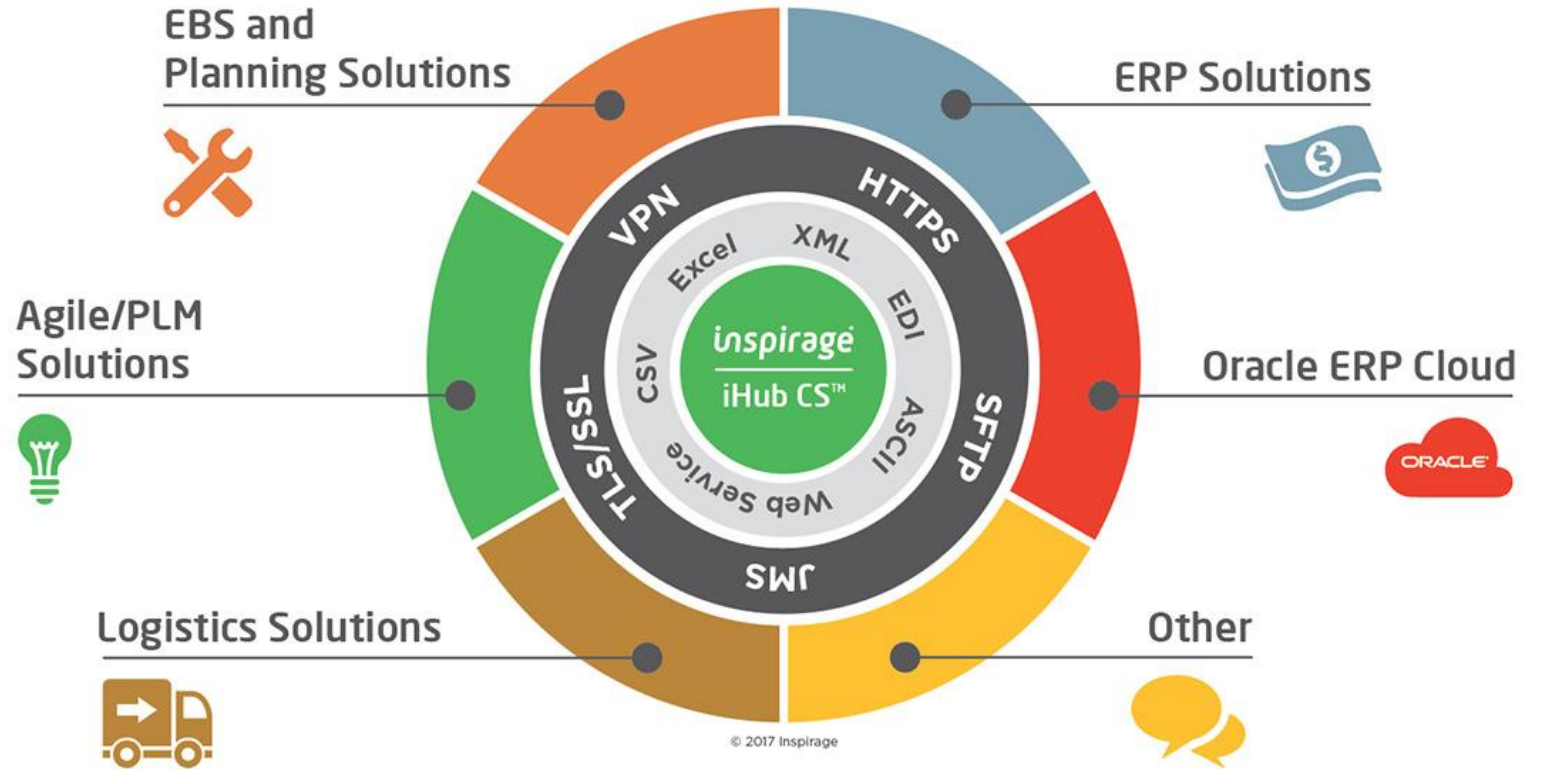 EBS and
Planning Solutions
ERP Solutions
Agile/PLM
Solutions
Oracle ERP Cloud
ORACLE®
Logistics Solutions
Other
VPN
HTTPS
SFTP
JMS
TLS/SSL
Excel
XML
EDI
ASCII
Web Service
CSV
inspirage
iHub CS™
© 2017 Inspirage